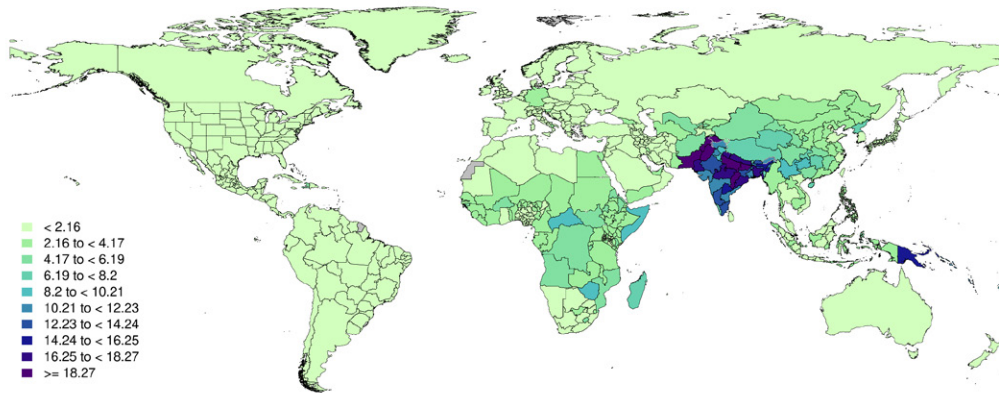 < 2.16
2.16 to < 4.17
4.17 to < 6.19
6.19 to < 8.2
8.2 to < 10.21
10.21 to < 12.23
12.23 to < 14.24
14.24 to < 16.25
16.25 to < 18.27
>= 18.27